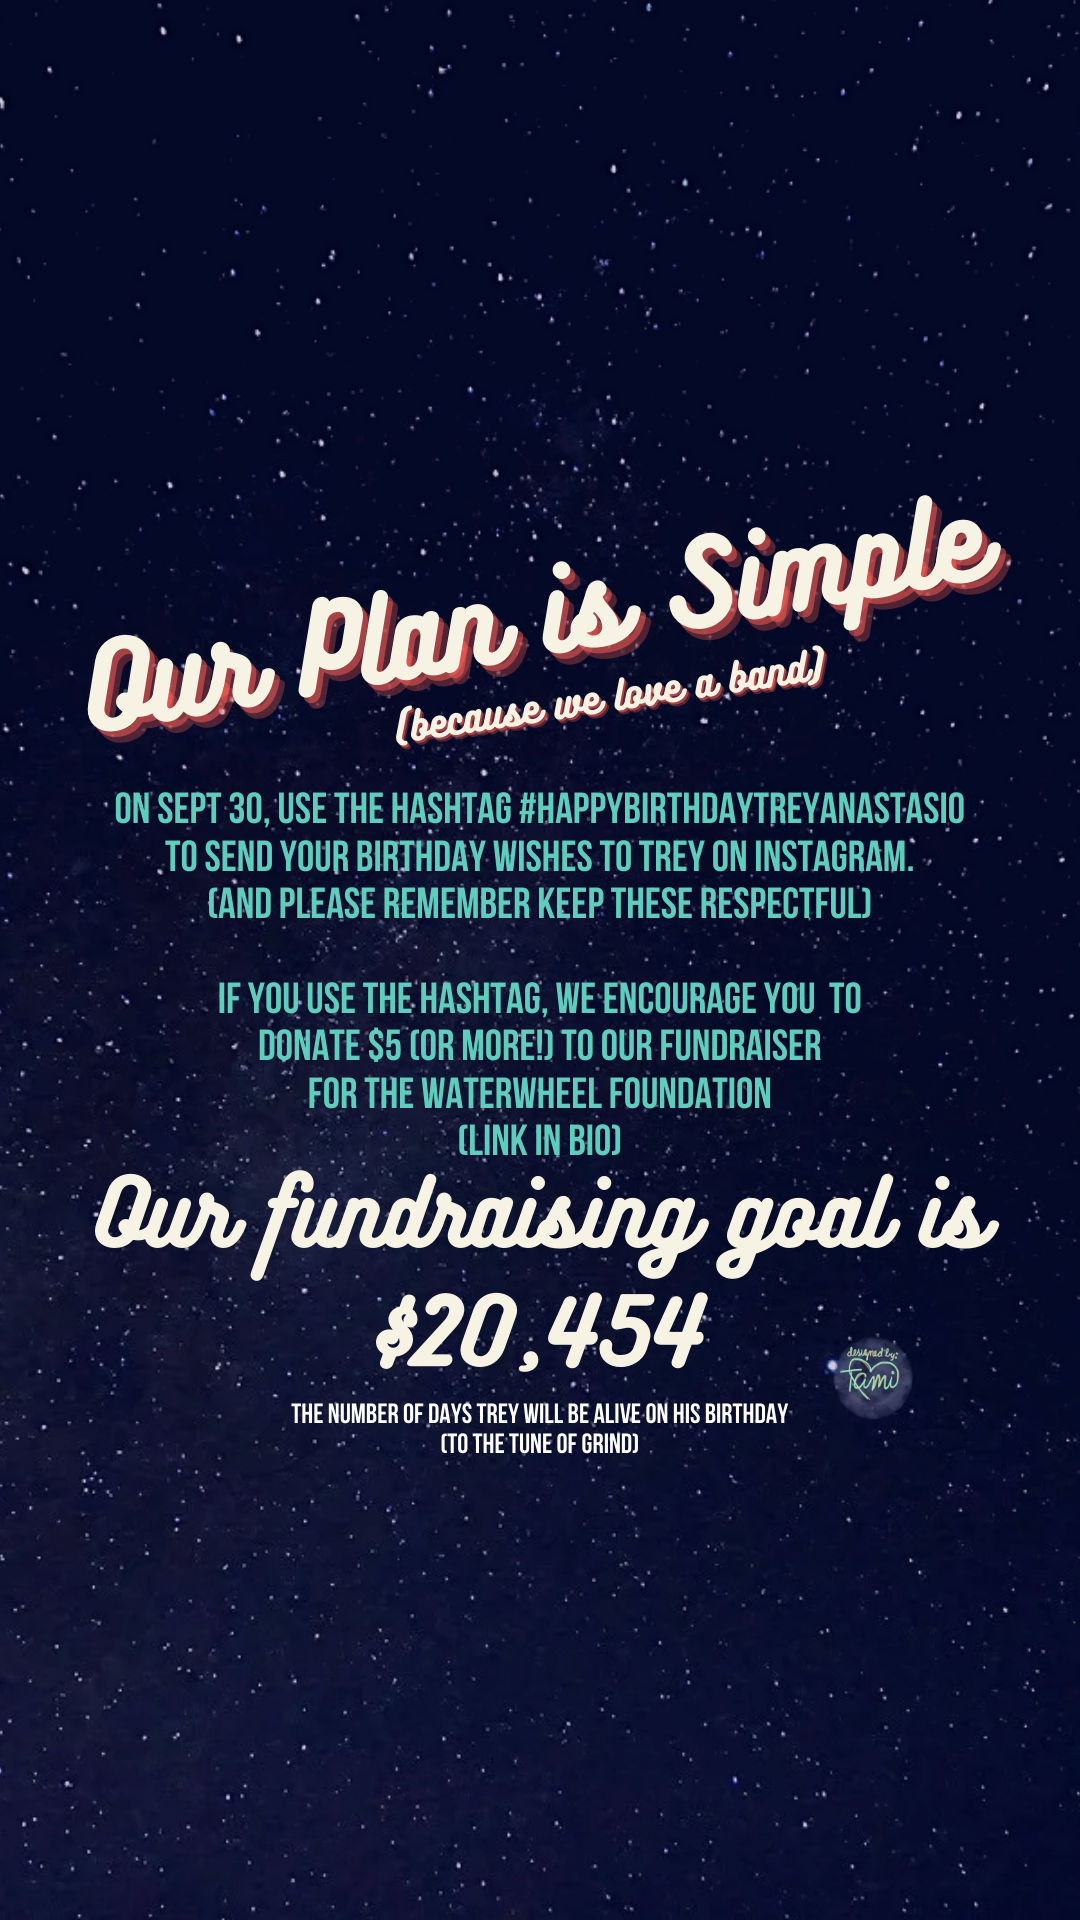 Our Plan is Simple
(because we love a band)
ON SEPT 30, USE THE HASHTAG #HAPPYBIRTHDAYTREYANASTASIO
TO SEND YOUR BIRTHDAY WISHES TO TREY ON INSTAGRAM.
(AND PLEASE REMEMBER KEEP THESE RESPECTFUL)
IF YOU USE THE HASHTAG, WE ENCOURAGE YOU TO
DONATE $5 (OR MORE!) TO OUR FUNDRAISER
FOR THE WATERWHEEL FOUNDATION
(LINK IN BIO)
Our fundraising goal is
$20,454
designed by:
Tami
THE NUMBER OF DAYS TREY WILL BE ALIVE ON HIS BIRTHDAY
(TO THE TUNE OF GRIND)